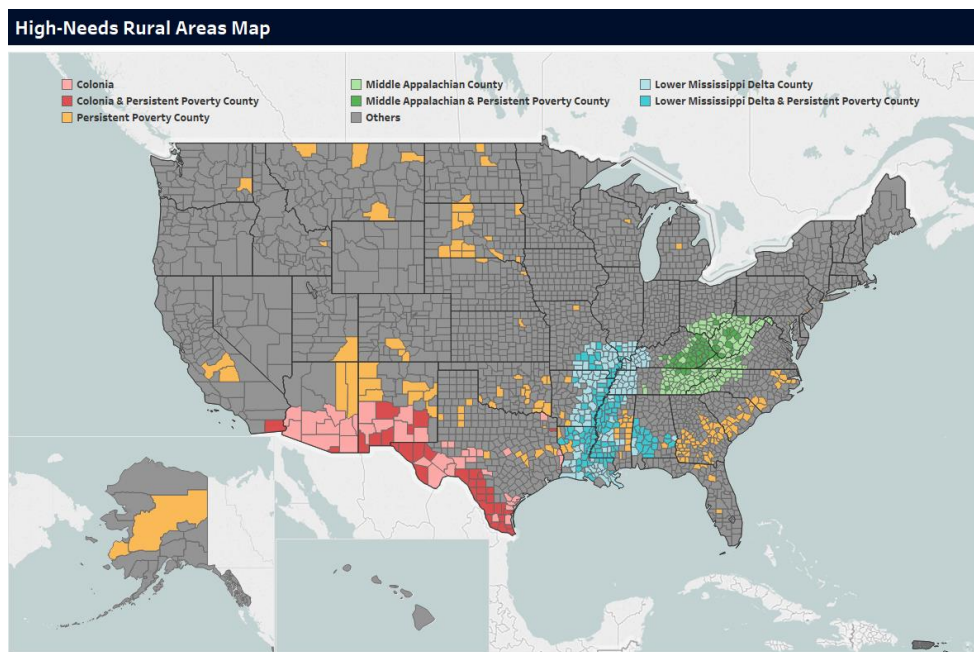 High-Needs Rural Areas Map
Colonia
Middle Appalachian County
Lower Mississippi Delta County
Colonia & Persistent Poverty County
Middle Appalachian & Persistent Poverty County
Lower Mississippi Delta & Persistent Poverty County
Persistent Poverty County
Others